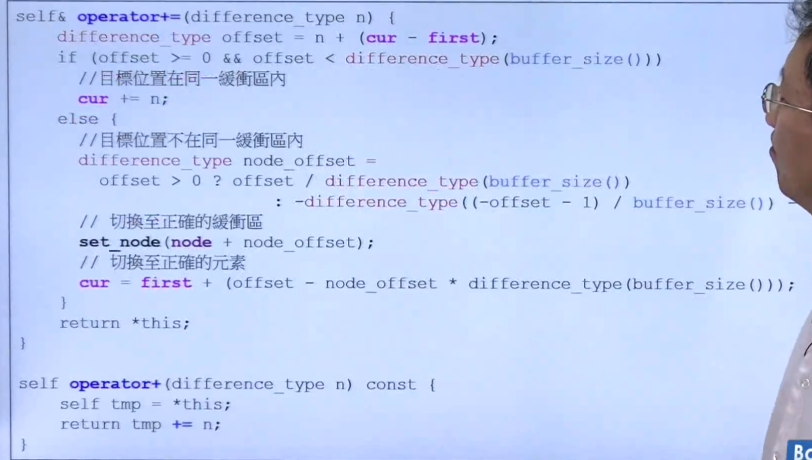 self& operator+=(difference_type n) {
difference_type offset = n + (cur - first);
if (offset >= 0 && offset < difference_type(buffer_size()))
//目標位置在同一緩衝區內
cur += n;
else {
//目標位置不在同一緩衝區內
difference_type node_offset =
offset > 0 ? offset / difference_type(buffer_size())
: -difference_type((-offset - 1) / buffer_size()) -
// 切換至正確的緩衝區
set_node(node + node_offset);
// 切換至正確的元素
cur = first + (offset - node_offset * difference_type(buffer_size()));
}
return *this;
}
self operator+(difference_type n) const {
self tmp = *this;
return tmp += n;
}